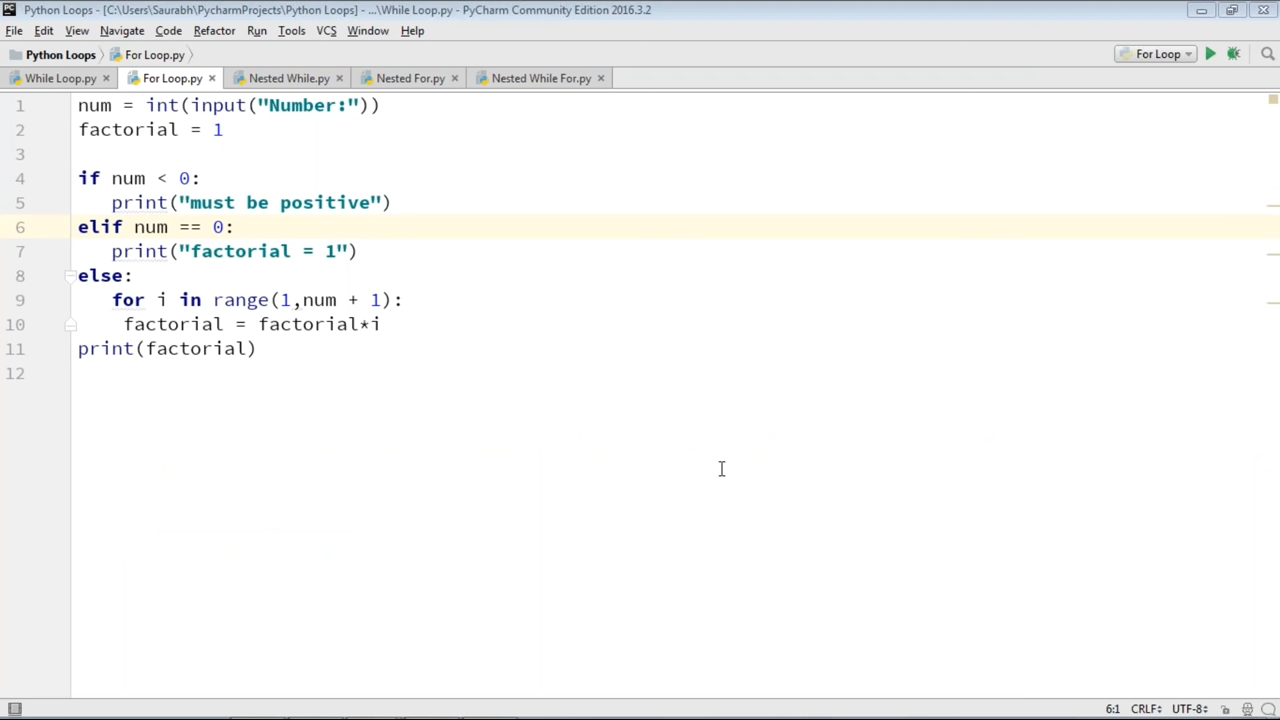 Python Loops - [C:\Users\Saurabh\PycharmProjects\Python Loops] - ...\While Loop.py - PyCharm Community Edition 2016.3.2
File Edit View Navigate Code Refactor Run Tools VCS Window Help
Python Loops For Loop.py For Loop
While Loop.py For Loop.py Nested While.py Nested For.py Nested While For.py
1 num = int(input("Number:"))
2 factorial = 1
3
4 if num < 0:
5 print("must be positive")
6 elif num == 0:
7 print("factorial = 1")
8 else:
9 for i in range(1,num + 1):
10 factorial = factorial*i
11 print(factorial)
12
6:1 CRLF UTF-8